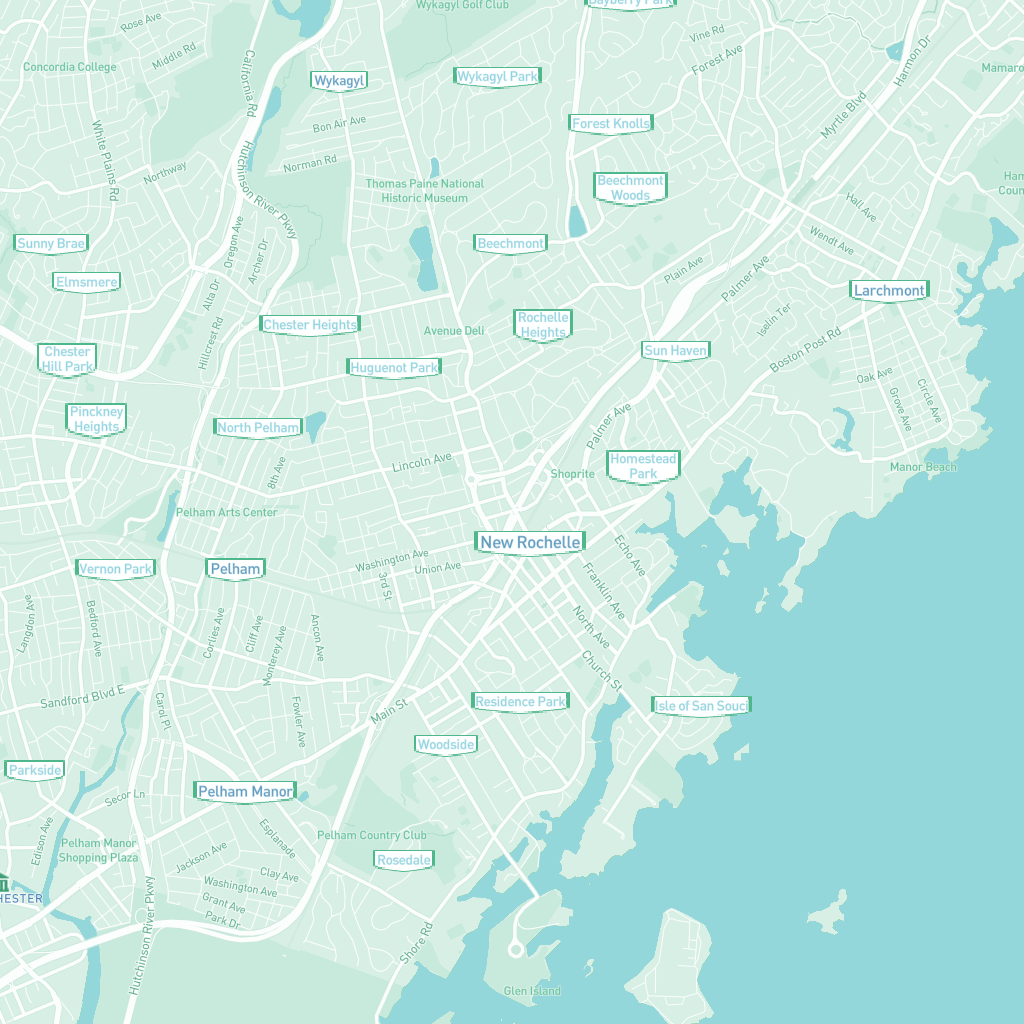 Wykagyl Golf Club
Bayberry Park
Rose Ave
Middle Rd
Vine Rd
Forest Ave
Harmon Dr
Concordia College
California Rd
Wykagyl
Wykagyl Park
Myrtle Blvd
Bon Air Ave
Forest Knolls
White Plains Rd
Northway
Norman Rd
Hutchinson River Pkwy
Thomas Paine National
Historic Museum
Beechmont
Woods
Hall Ave
Sunny Brae
Oregon Ave
Archer Dr
Beechmont
Wendt Ave
Elmsmere
Alta Dr
Plain Ave
Palmer Ave
Larchmont
Chester Heights
Avenue Deli
Rochelle
Heights
Iselin Ter
Hillcrest Rd
Chester
Hill Park
Huguenot Park
Sun Haven
Boston Post Rd
Oak Ave
Circle Ave
Grove Ave
Pinckney
Heights
North Pelham
Palmer Ave
8th Ave
Lincoln Ave
Shoprite
Homestead
Park
Manor Beach
Pelham Arts Center
New Rochelle
Washington Ave
Union Ave
Echo Ave
Vernon Park
Pelham
3rd St
Franklin Ave
Langdon Ave
Bedford Ave
Corlies Ave
Cliff Ave
Monterey Ave
Ancon Ave
North Ave
Church St
Sandford Blvd E
Carol Pl
Fowler Ave
Main St
Residence Park
Isle of San Souci
Woodside
Parkside
Secor Ln
Pelham Manor
Edison Ave
Pelham Manor
Shopping Plaza
Esplanade
Pelham Country Club
Jackson Ave
Rosedale
Clay Ave
Washington Ave
Grant Ave
Park Dr
Hutchinson River Pkwy
Shore Rd
Glen Island